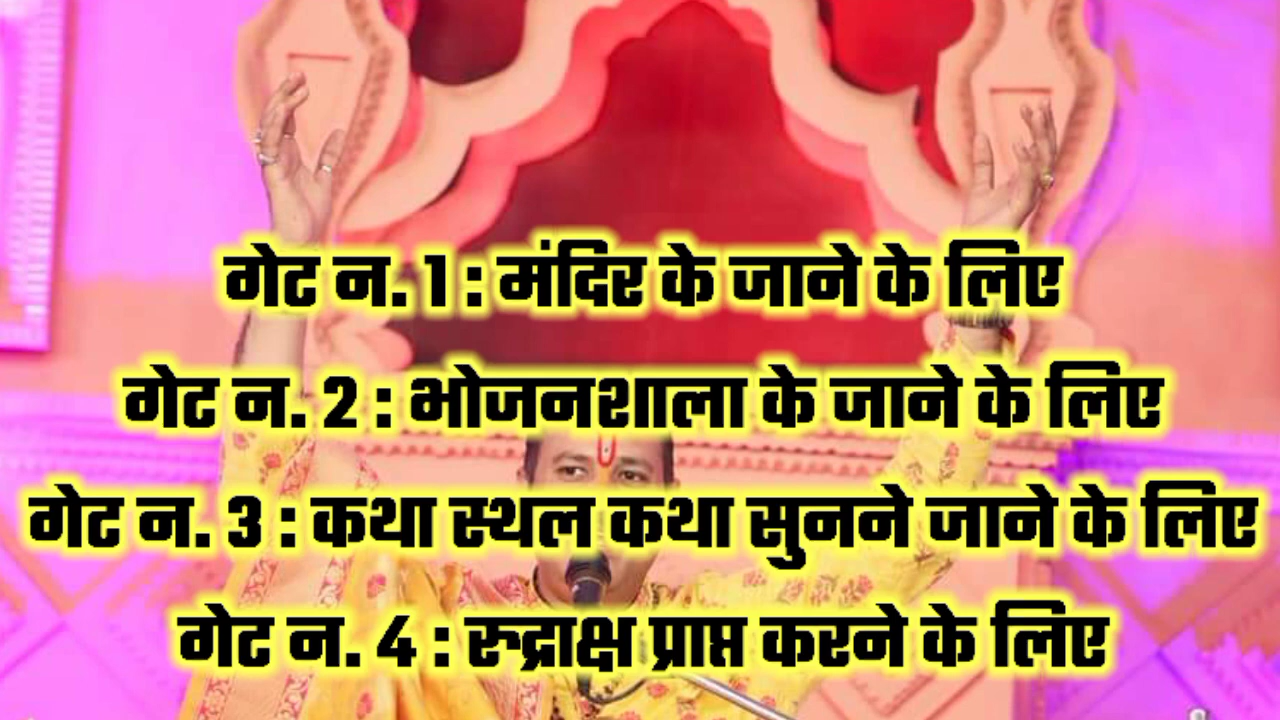 गेट न. 1 : मंदिर के जाने के लिए
गेट न. 2 : भोजनशाला के जाने के लिए
गेट न. 3 : कथा स्थल कथा सुनने जाने के लिए
गेट न. 4 : रुद्राक्ष प्राप्त करने के लिए